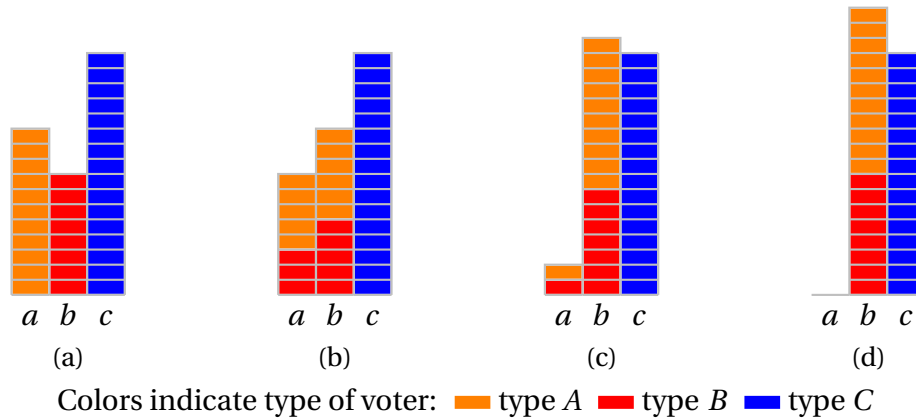 a b c a b c a b c a b c
(a) (b) (c) (d)
Colors indicate type of voter: type A type B type C